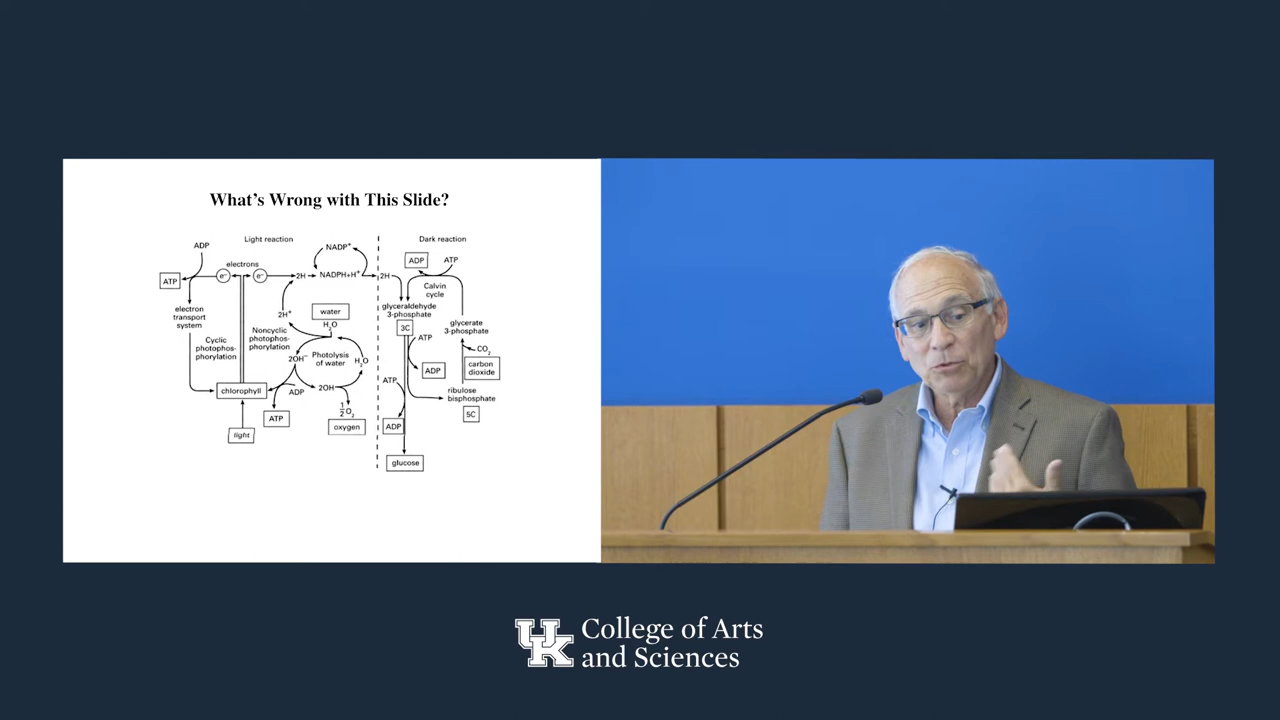 What's Wrong with This Slide?
Light reaction
Dark reaction
ADP
NADP⁺
ADP
ATP
electrons
ATP
e⁻
e⁻
2H
NADPH+H⁺
2H
Calvin
cycle
electron
transport
system
2H⁺
water
H₂O
glyceraldehyde
3-phosphate
3C
glycerate
3-phosphate
Cyclic
photophos-
phorylation
Noncyclic
photophos-
phorylation
2OH⁻
Photolysis
of water
H₂O
ATP
ADP
CO₂
carbon
dioxide
chlorophyll
ADP
2OH
ATP
ribulose
bisphosphate
5C
ATP
½O₂
oxygen
ADP
light
glucose
UK
College of Arts
and Sciences